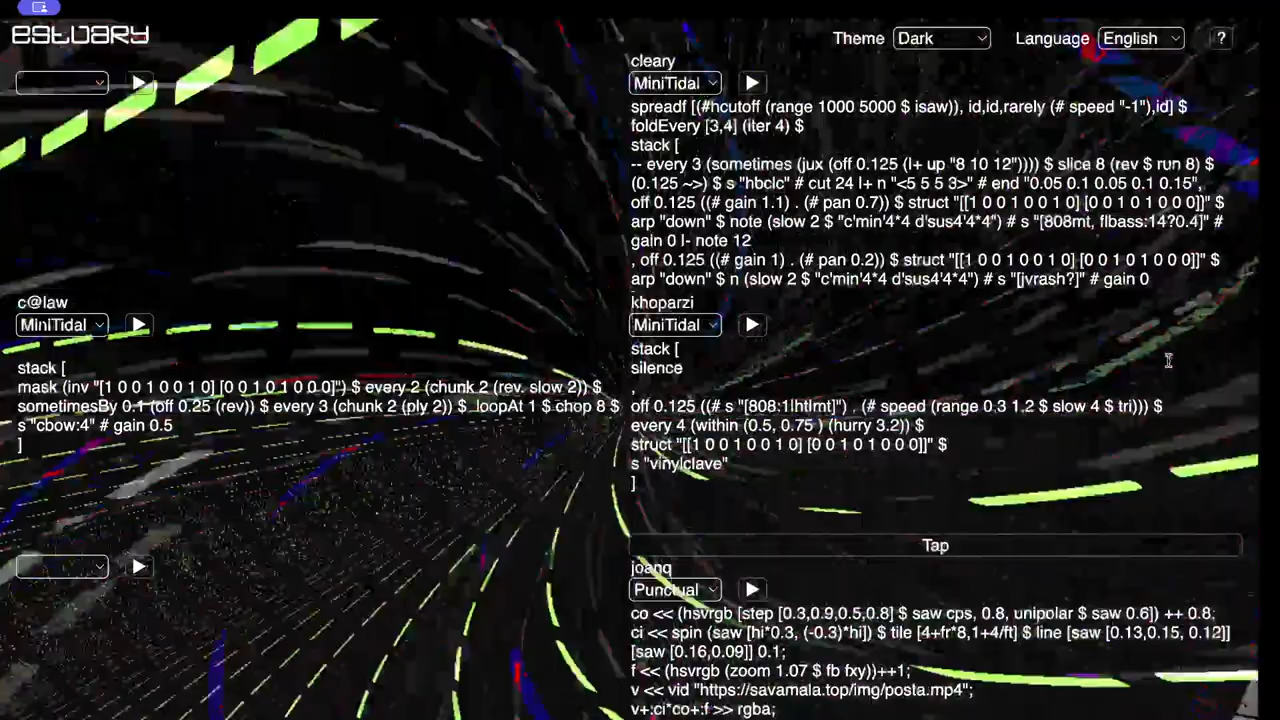 estuary
Theme Dark Language English ?
cleary
MiniTidal
spreadf [(#hcutoff (range 1000 5000 $ isaw)), id,id,rarely (# speed "-1"),id] $
foldEvery [3,4] (iter 4) $
stack [
-- every 3 (sometimes (jux (off 0.125 (|+ up "8 10 12")))) $ slice 8 (rev $ run 8) $
(0.125 ~>) $ s "hbclc" # cut 24 |+ n "<5 5 5 3>" # end "0.05 0.1 0.05 0.1 0.15",
off 0.125 ((# gain 1.1) . (# pan 0.7)) $ struct "[[1 0 0 1 0 0 1 0] [0 0 1 0 1 0 0 0]]" $
arp "down" $ note (slow 2 $ "c'min'4*4 d'sus4'4*4") # s "[808mt, flbass:14?0.4]" #
gain 0 |- note 12
, off 0.125 ((# gain 1) . (# pan 0.2)) $ struct "[[1 0 0 1 0 0 1 0] [0 0 1 0 1 0 0 0]]" $
arp "down" $ n (slow 2 $ "c'min'4*4 d'sus4'4*4") # s "[jvrash?]" # gain 0
c@law
MiniTidal
stack [
mask (inv "[1 0 0 1 0 0 1 0] [0 0 1 0 1 0 0 0]") $ every 2 (chunk 2 (rev. slow 2)) $
sometimesBy 0.1 (off 0.25 (rev)) $ every 3 (chunk 2 (ply 2)) $ loopAt 1 $ chop 8 $
s "cbow:4" # gain 0.5
]
khoparzi
MiniTidal
stack [
silence
,
off 0.125 ((# s "[808:1|ht|mt]") . (# speed (range 0.3 1.2 $ slow 4 $ tri))) $
every 4 (within (0.5, 0.75 ) (hurry 3.2)) $
struct "[[1 0 0 1 0 0 1 0] [0 0 1 0 1 0 0 0]]" $
s "vinylclave"
]
Tap
joanq
Punctual
co << (hsvrgb [step [0.3,0.9,0.5,0.8] $ saw cps, 0.8, unipolar $ saw 0.6]) ++ 0.8;
ci << spin (saw [hi*0.3, (-0.3)*hi]) $ tile [4+fr*8,1+4/ft] $ line [saw [0.13,0.15, 0.12]]
[saw [0.16,0.09]] 0.1;
f << (hsvrgb (zoom 1.07 $ fb fxy))++1;
v << vid "https://savamala.top/img/posta.mp4";
v+:ci*co+:f >> rgba;